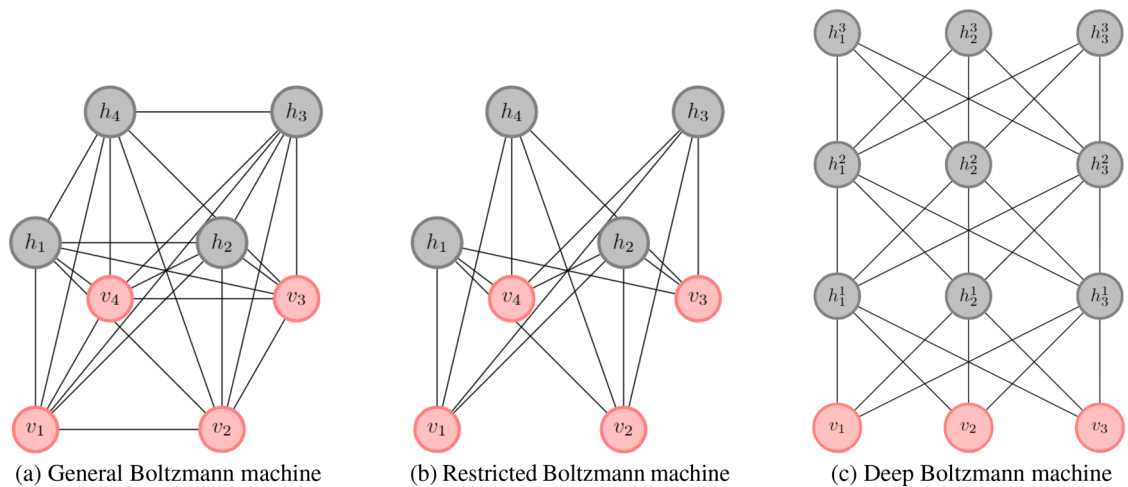 h₄ h₃
h₁ h₂
v₄ v₃
v₁ v₂
(a) General Boltzmann machine
h₄ h₃
h₁ h₂
v₄ v₃
v₁ v₂
(b) Restricted Boltzmann machine
h₁³ h₂³ h₃³
h₁² h₂² h₃²
h₁¹ h₂¹ h₃¹
v₁ v₂ v₃
(c) Deep Boltzmann machine